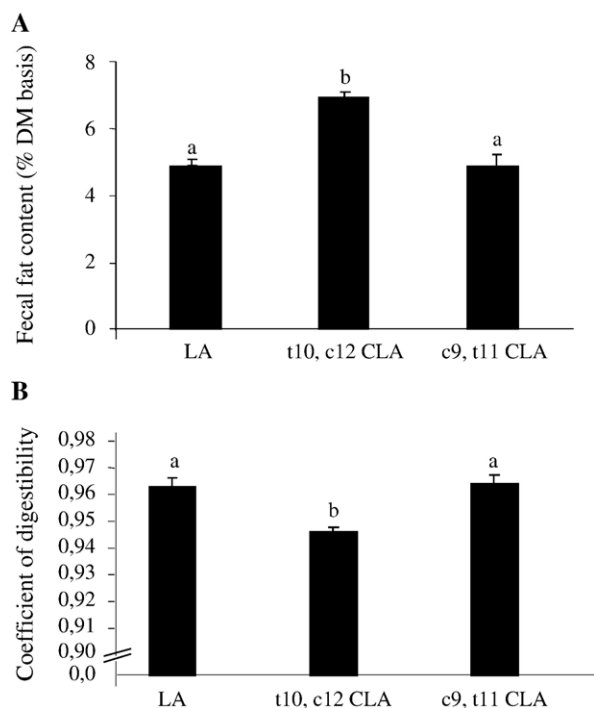 A
Fecal fat content (% DM basis)
8
6
4
2
0
a
b
a
LA
t10, c12 CLA
c9, t11 CLA
B
Coefficient of digestibility
0,98
0,97
0,96
0,95
0,94
0,93
0,92
0,91
0,90
0,0
a
b
a
LA
t10, c12 CLA
c9, t11 CLA